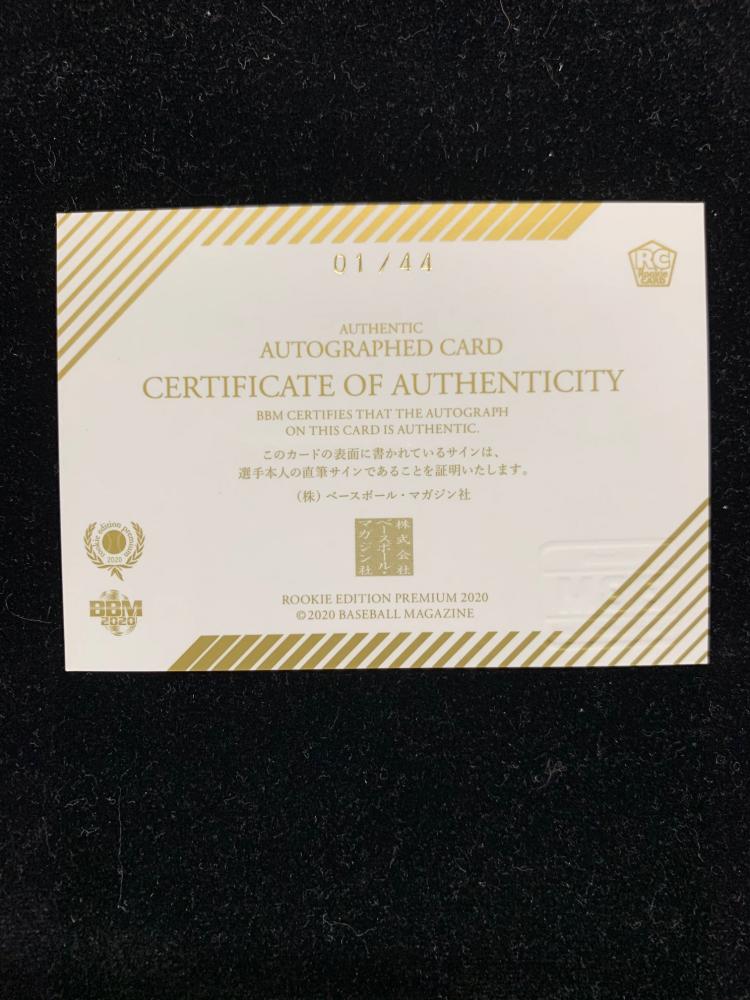 01/44
RC
Rookie
CARD
AUTHENTIC
AUTOGRAPHED CARD
CERTIFICATE OF AUTHENTICITY
BBM CERTIFIES THAT THE AUTOGRAPH
ON THIS CARD IS AUTHENTIC.
このカードの表面に書かれているサインは、
選手本人の直筆サインであることを証明いたします。
（株）ベースボール・マガジン社
株式会社
ベースボール・
マガジン社
rookie edition premium
2020
BBM
2020
ROOKIE EDITION PREMIUM 2020
©2020 BASEBALL MAGAZINE